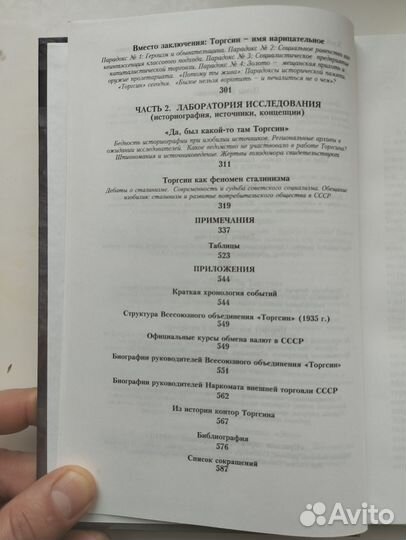 Вместо заключения: Торгсин – имя нарицательное
Парадокс № 1: Героизм и обывательщина. Парадокс № 2: Социальное равенство или
квинтэссенция классового подхода. Парадокс № 3: Социалистическое предприятие
капиталистической торговли. Парадокс № 4: Золото – мещанская прихоть и
оружие пролетариата. «Потому ты жива»: Парадоксы исторической памяти.
«Торгсин» сегодня. «Былое нельзя воротить – и печалиться не о чем»?
301
ЧАСТЬ 2. ЛАБОРАТОРИЯ ИССЛЕДОВАНИЯ
(историография, источники, концепции)
«Да, был какой-то там Торгсин»
Бедность историографии при изобилии источников. Региональные архивы в
ожидании исследователей. Какое ведомство не участвовало в работе Торгсина?
Шпиономания и источниковедение. Жертвы голодомора свидетельствуют
311
Торгсин как феномен сталинизма
Дебаты о сталинизме. Современность и судьба советского социализма. Обещание
изобилия: сталинизм и развитие потребительского общества в СССР
319
ПРИМЕЧАНИЯ
337
Таблицы
523
ПРИЛОЖЕНИЯ
544
Краткая хронология событий
544
Структура Всесоюзного объединения «Торгсин» (1935 г.)
549
Официальные курсы обмена валют в СССР
549
Биографии руководителей Всесоюзного объединения «Торгсин»
551
Биографии руководителей Наркомата внешней торговли СССР
562
Из истории контор Торгсина
567
Библиография
576
Список сокращений
587
Avito